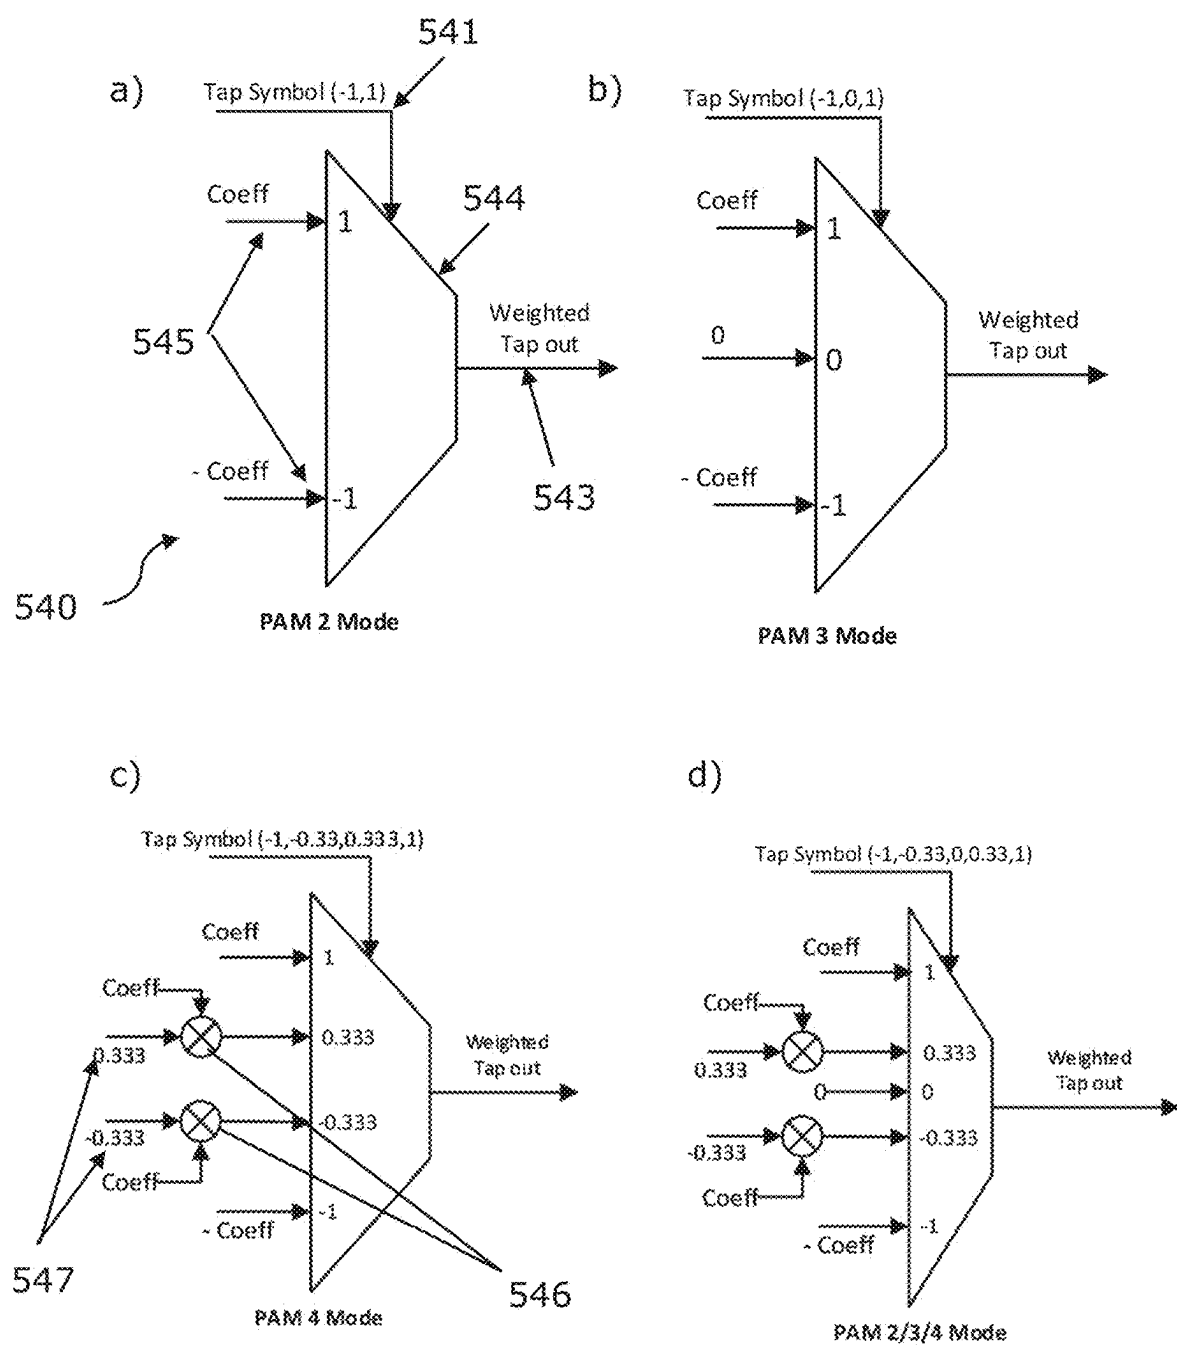 541
a)
Tap Symbol (-1,1)
Coeff
1
544
545
Weighted
Tap out
- Coeff
-1
543
540
PAM 2 Mode
b)
Tap Symbol (-1,0,1)
Coeff
1
0
0
Weighted
Tap out
- Coeff
-1
PAM 3 Mode
c)
Tap Symbol (-1,-0.33,0.333,1)
Coeff
1
Coeff
0.333
0.333
Weighted
Tap out
-0.333
-0.333
Coeff
- Coeff
-1
547
546
PAM 4 Mode
d)
Tap Symbol (-1,-0.33,0,0.33,1)
Coeff
1
Coeff
0.333
0.333
Weighted
Tap out
0
0
-0.333
-0.333
Coeff
- Coeff
-1
PAM 2/3/4 Mode